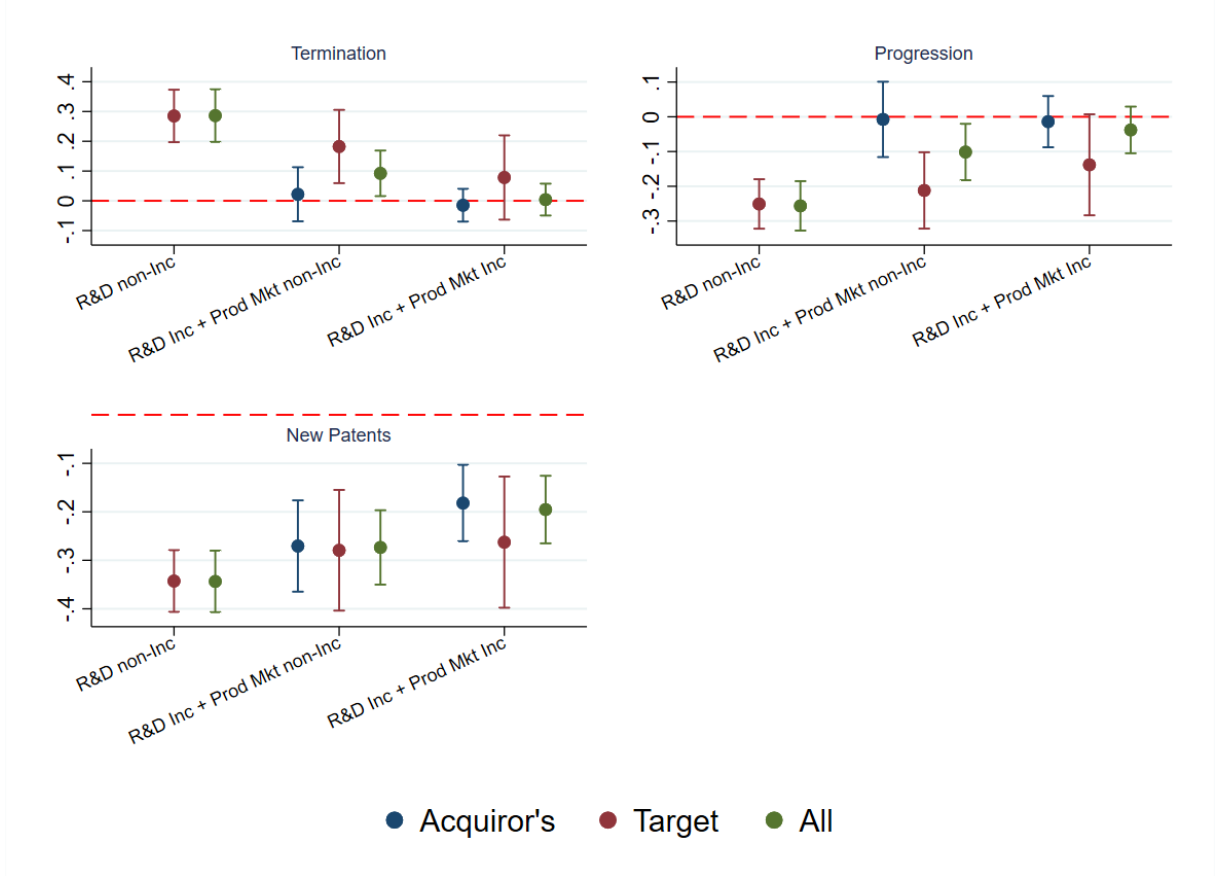 Termination
.4
.3
.2
.1
0
-.1
R&D non-Inc
R&D Inc + Prod Mkt non-Inc
R&D Inc + Prod Mkt Inc
Progression
.1
0
-.1
-.2
-.3
R&D non-Inc
R&D Inc + Prod Mkt non-Inc
R&D Inc + Prod Mkt Inc
New Patents
-.1
-.2
-.3
-.4
R&D non-Inc
R&D Inc + Prod Mkt non-Inc
R&D Inc + Prod Mkt Inc
Acquiror's Target All